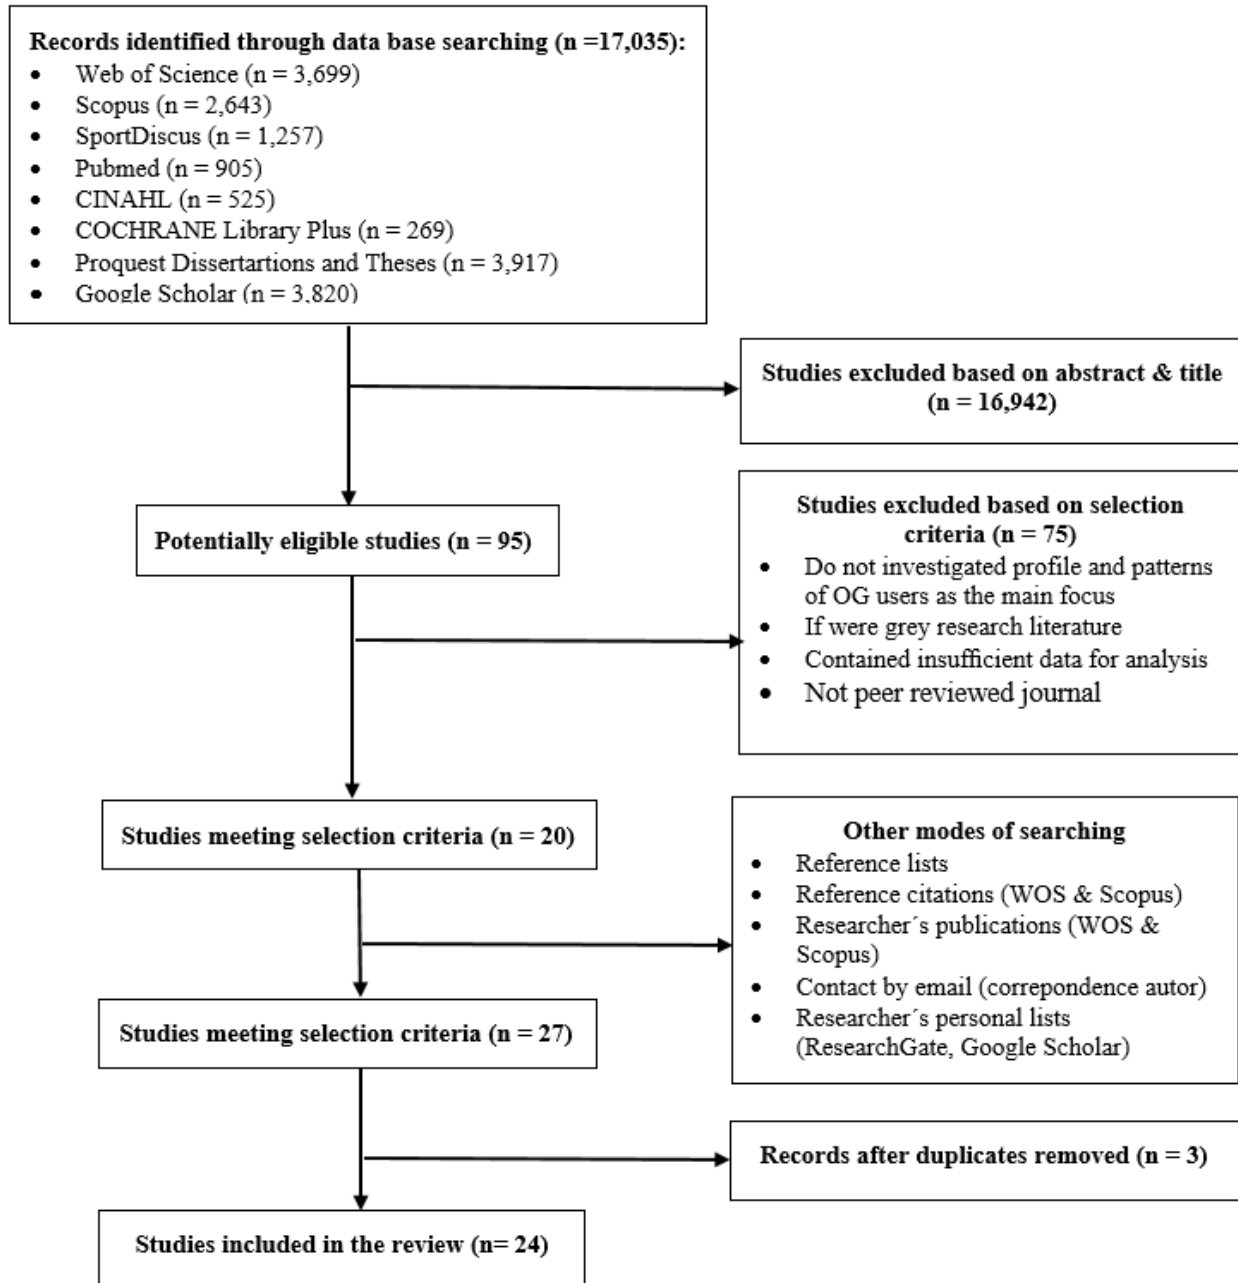 Records identified through data base searching (n =17,035):
• Web of Science (n = 3,699)
• Scopus (n = 2,643)
• SportDiscus (n = 1,257)
• Pubmed (n = 905)
• CINAHL (n = 525)
• COCHRANE Library Plus (n = 269)
• Proquest Dissertartions and Theses (n = 3,917)
• Google Scholar (n = 3,820)
Studies excluded based on abstract & title
(n = 16,942)
Potentially eligible studies (n = 95)
Studies excluded based on selection
criteria (n = 75)
• Do not investigated profile and patterns
of OG users as the main focus
• If were grey research literature
• Contained insufficient data for analysis
• Not peer reviewed journal
Studies meeting selection criteria (n = 20)
Other modes of searching
• Reference lists
• Reference citations (WOS & Scopus)
• Researcher´s publications (WOS &
Scopus)
• Contact by email (correpondence autor)
• Researcher´s personal lists
(ResearchGate, Google Scholar)
Studies meeting selection criteria (n = 27)
Records after duplicates removed (n = 3)
Studies included in the review (n= 24)